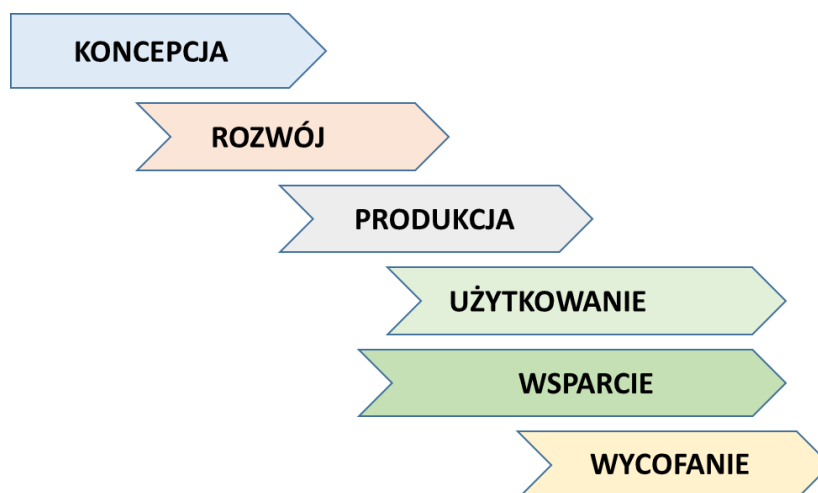 KONCEPCJA
ROZWÓJ
PRODUKCJA
UŻYTKOWANIE
WSPARCIE
WYCOFANIE